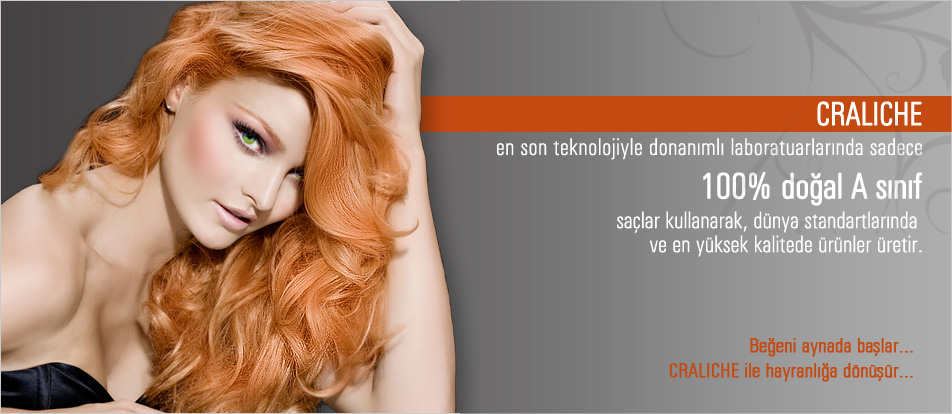 CRALICHE
en son teknolojiyle donanımlı laboratuarlarında sadece
100% doğal A sınıf
saçlar kullanarak, dünya standartlarında
ve en yüksek kalitede ürünler üretir.
Beğeni aynada başlar...
CRALICHE ile hayranlığa dönüşür...